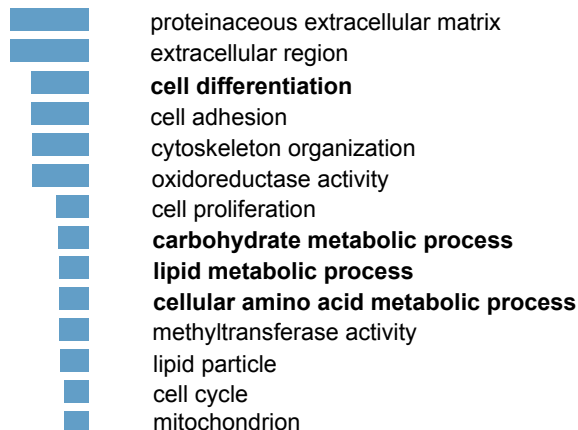 proteinaceous extracellular matrix
extracellular region
cell differentiation
cell adhesion
cytoskeleton organization
oxidoreductase activity
cell proliferation
carbohydrate metabolic process
lipid metabolic process
cellular amino acid metabolic process
methyltransferase activity
lipid particle
cell cycle
mitochondrion